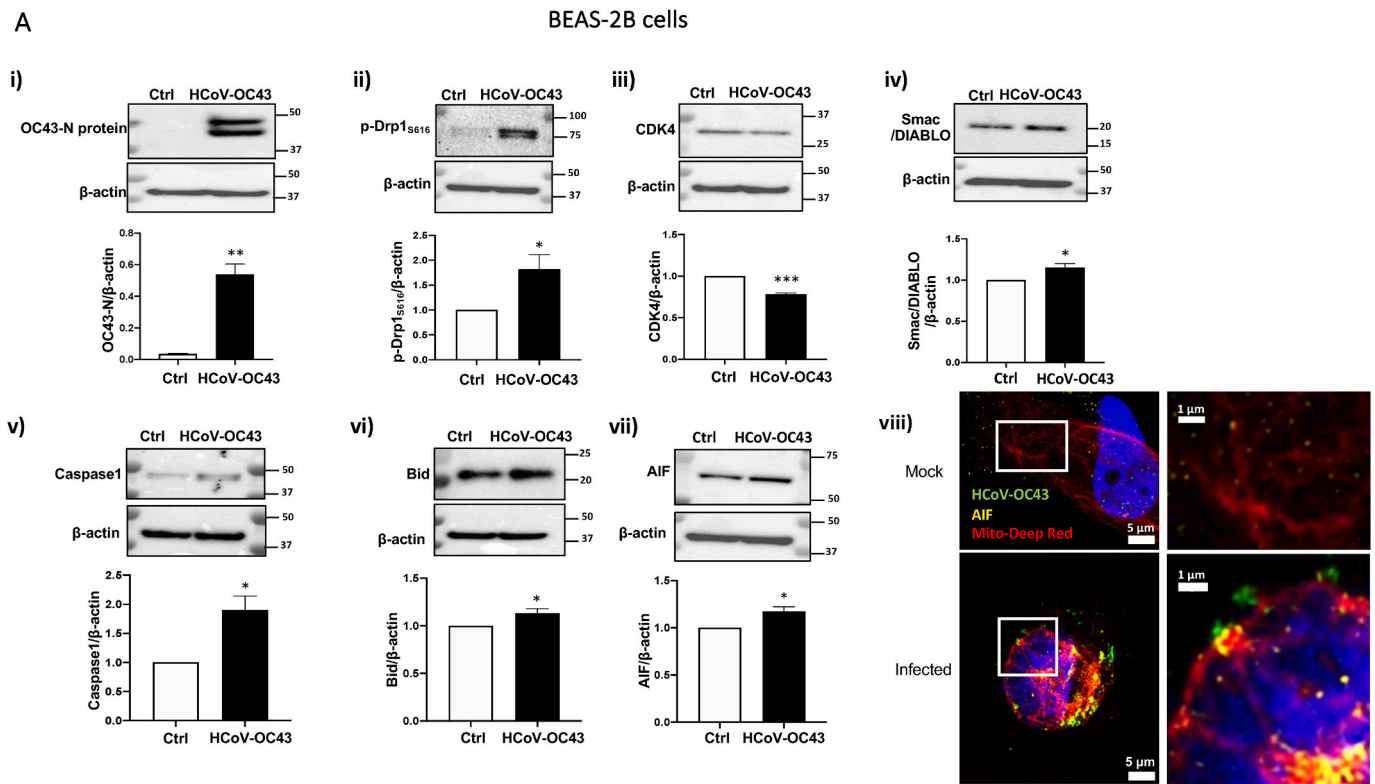 A
BEAS-2B cells
i)
Ctrl HCoV-OC43
OC43-N protein
50
37
β-actin
50
37
OC43-N/β-actin
0.8
0.6
0.4
0.2
0.0
**
Ctrl HCoV-OC43
ii)
Ctrl HCoV-OC43
p-Drp1S616
100
75
β-actin
50
37
p-Drp1S616/β-actin
2.5
2.0
1.5
1.0
0.5
0.0
*
Ctrl HCoV-OC43
iii)
Ctrl HCoV-OC43
CDK4
37
25
β-actin
50
37
CDK4/β-actin
1.5
1.0
0.5
0.0
***
Ctrl HCoV-OC43
iv)
Ctrl HCoV-OC43
Smac
/DIABLO
20
15
β-actin
50
37
Smac/DIABLO
/β-actin
1.5
1.0
0.5
0.0
*
Ctrl HCoV-OC43
v)
Ctrl HCoV-OC43
Caspase1
50
37
β-actin
50
37
Caspase1/β-actin
2.5
2.0
1.5
1.0
0.5
0.0
*
Ctrl HCoV-OC43
vi)
Ctrl HCoV-OC43
Bid
25
20
β-actin
50
37
Bid/β-actin
1.5
1.0
0.5
0.0
*
Ctrl HCoV-OC43
vii)
Ctrl HCoV-OC43
AIF
75
50
β-actin
50
37
AIF/β-actin
1.5
1.0
0.5
0.0
*
Ctrl HCoV-OC43
viii)
Mock
HCoV-OC43
AIF
Mito-Deep Red
5 μm
1 μm
Infected
5 μm
1 μm